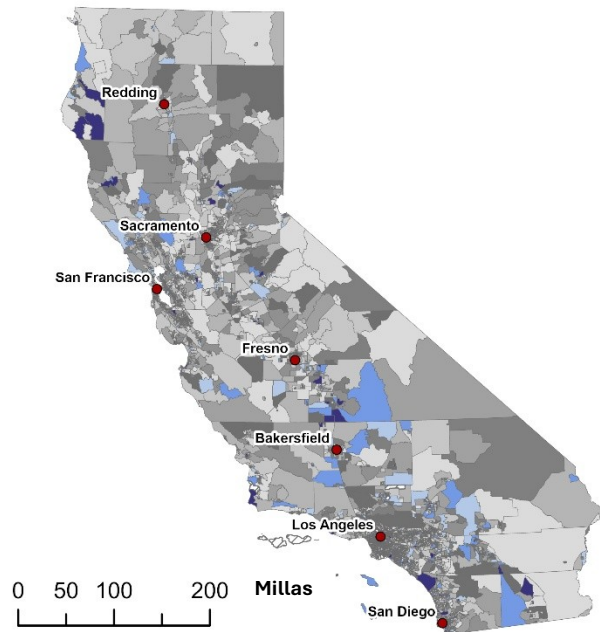 Redding
Sacramento
San Francisco
Fresno
Bakersfield
Los Angeles
Millas
0 50 100 200
San Diego